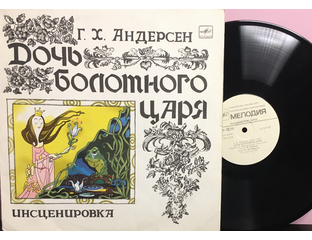 Г. Х. АНДЕРСЕН
ДОЧЬ
БОЛОТНОГО
ЦАРЯ
ИНСЦЕНИРОВКА
МЕЛОДИЯ